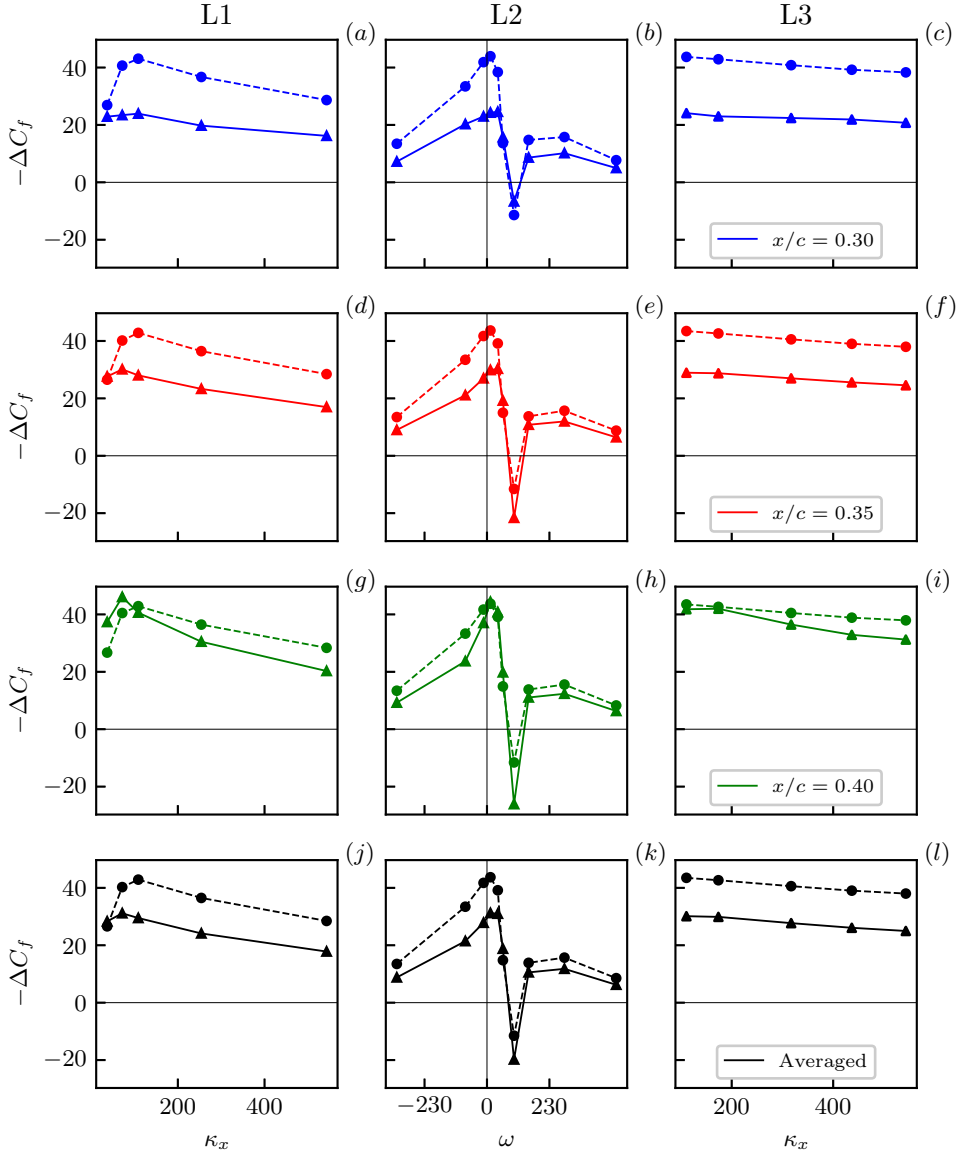 L1 L2 L3
(a) (b) (c)
40
20
0
−20
−ΔC_f
x/c = 0.30
(d) (e) (f)
40
20
0
−20
−ΔC_f
x/c = 0.35
(g) (h) (i)
40
20
0
−20
−ΔC_f
x/c = 0.40
(j) (k) (l)
40
20
0
−20
−ΔC_f
Averaged
200 400 −230 0 230 200 400
κ_x ω κ_x